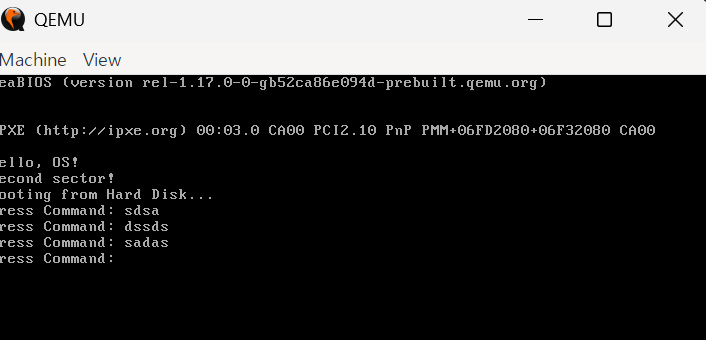 QEMU
Machine View
eaBIOS (version rel-1.17.0-0-gb52ca86e094d-prebuilt.qemu.org)
PXE (http://ipxe.org) 00:03.0 CA00 PCI2.10 PnP PMM+06FD2080+06F32080 CA00
ello, OS!
econd sector!
ooting from Hard Disk...
ress Command: sdsa
ress Command: dssds
ress Command: sadas
ress Command: